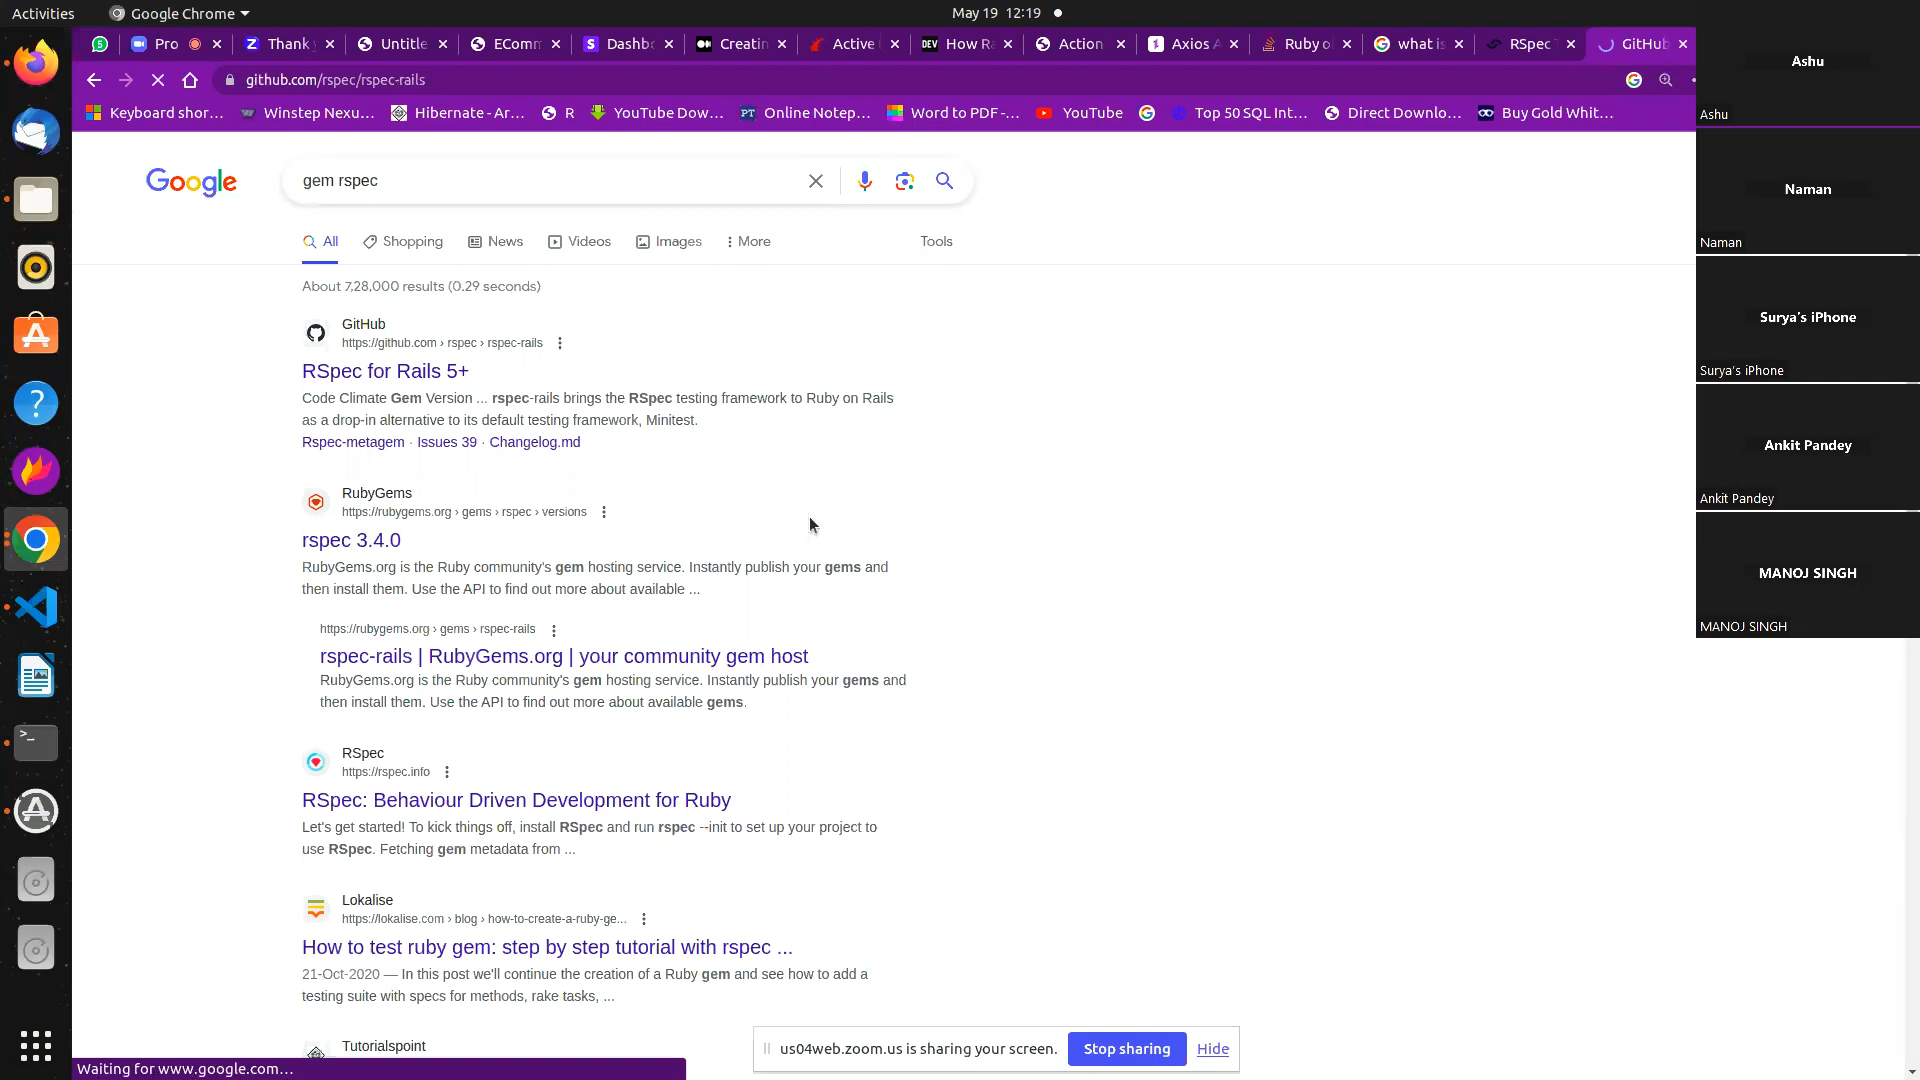 Activities
Google Chrome
May 19 12:19
Pro
Thank
Untitle
EComm
Dashb
Creatin
Active
How Ra
Action
Axios A
Ruby o
what is
RSpec
GitHub
github.com/rspec/rspec-rails
Keyboard shor...
Winstep Nexu...
Hibernate - Ar...
R
YouTube Dow...
Online Notep...
Word to PDF -...
YouTube
Top 50 SQL Int...
Direct Downlo...
Buy Gold Whit...
Google
gem rspec
All
Shopping
News
Videos
Images
More
Tools
About 7,28,000 results (0.29 seconds)
GitHub
https://github.com › rspec › rspec-rails
RSpec for Rails 5+
Code Climate Gem Version ... rspec-rails brings the RSpec testing framework to Ruby on Rails
as a drop-in alternative to its default testing framework, Minitest.
Rspec-metagem · Issues 39 · Changelog.md
RubyGems
https://rubygems.org › gems › rspec › versions
rspec 3.4.0
RubyGems.org is the Ruby community's gem hosting service. Instantly publish your gems and
then install them. Use the API to find out more about available ...
https://rubygems.org › gems › rspec-rails
rspec-rails | RubyGems.org | your community gem host
RubyGems.org is the Ruby community's gem hosting service. Instantly publish your gems and
then install them. Use the API to find out more about available gems.
RSpec
https://rspec.info
RSpec: Behaviour Driven Development for Ruby
Let's get started! To kick things off, install RSpec and run rspec --init to set up your project to
use RSpec. Fetching gem metadata from ...
Lokalise
https://lokalise.com › blog › how-to-create-a-ruby-ge...
How to test ruby gem: step by step tutorial with rspec ...
21-Oct-2020 — In this post we'll continue the creation of a Ruby gem and see how to add a
testing suite with specs for methods, rake tasks, ...
Tutorialspoint
us04web.zoom.us is sharing your screen.
Stop sharing
Hide
Waiting for www.google.com...
Ashu
Ashu
Naman
Naman
Surya's iPhone
Surya's iPhone
Ankit Pandey
Ankit Pandey
MANOJ SINGH
MANOJ SINGH